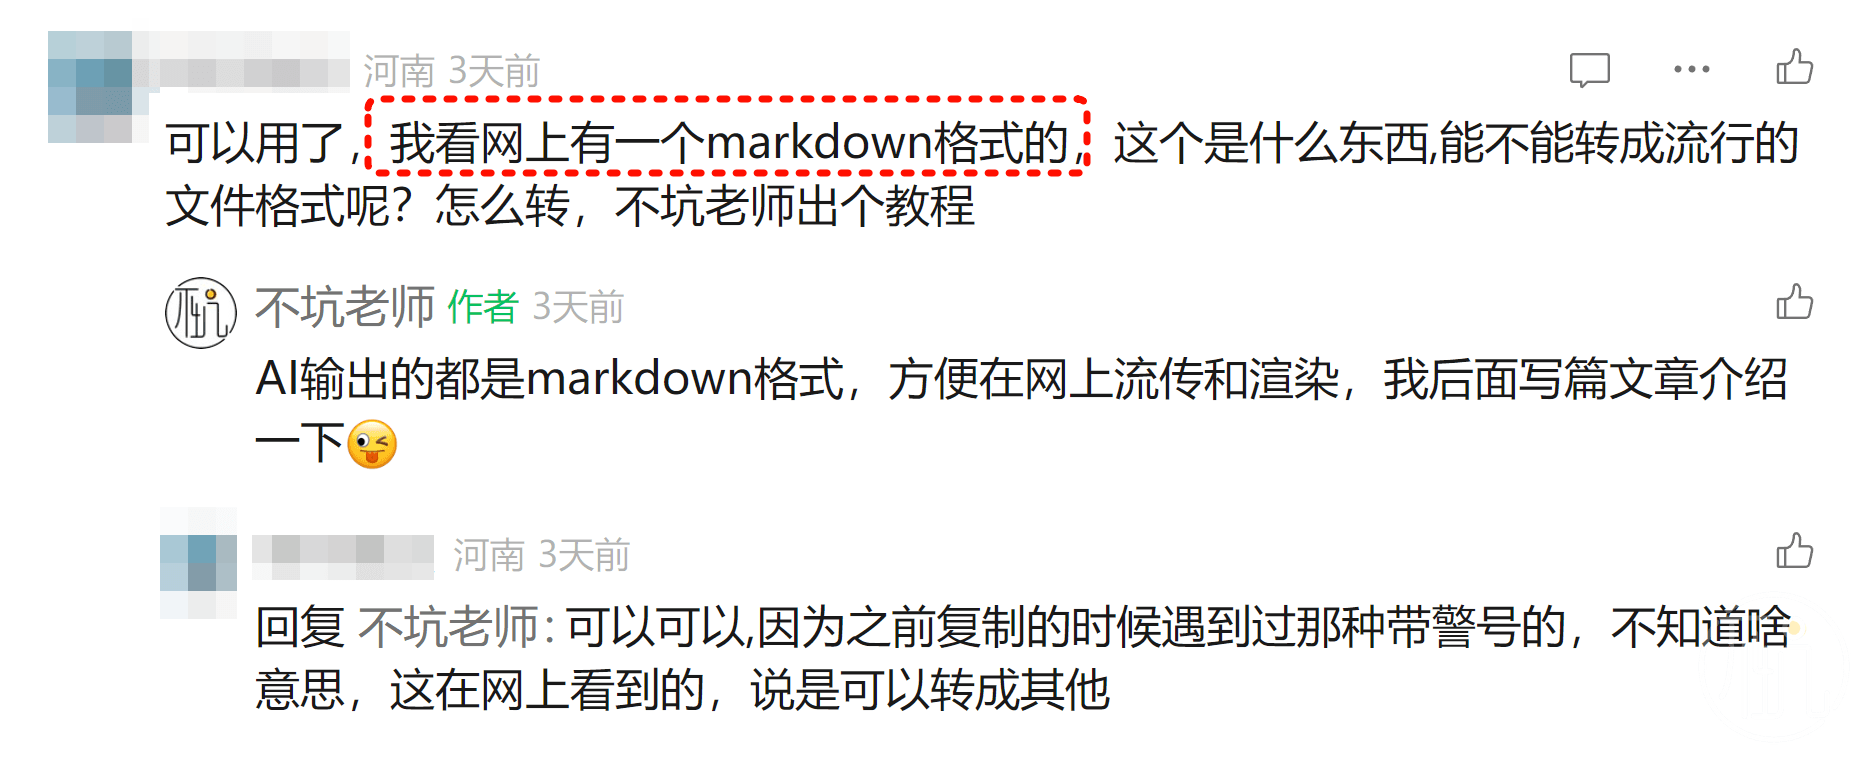 河南 3天前
可以用了，我看网上有一个markdown格式的，这个是什么东西,能不能转成流行的
文件格式呢？怎么转，不坑老师出个教程
不坑老师 作者 3天前
AI输出的都是markdown格式，方便在网上流传和渲染，我后面写篇文章介绍
一下😜
河南 3天前
回复 不坑老师：可以可以,因为之前复制的时候遇到过那种带警号的，不知道啥
意思，这在网上看到的，说是可以转成其他